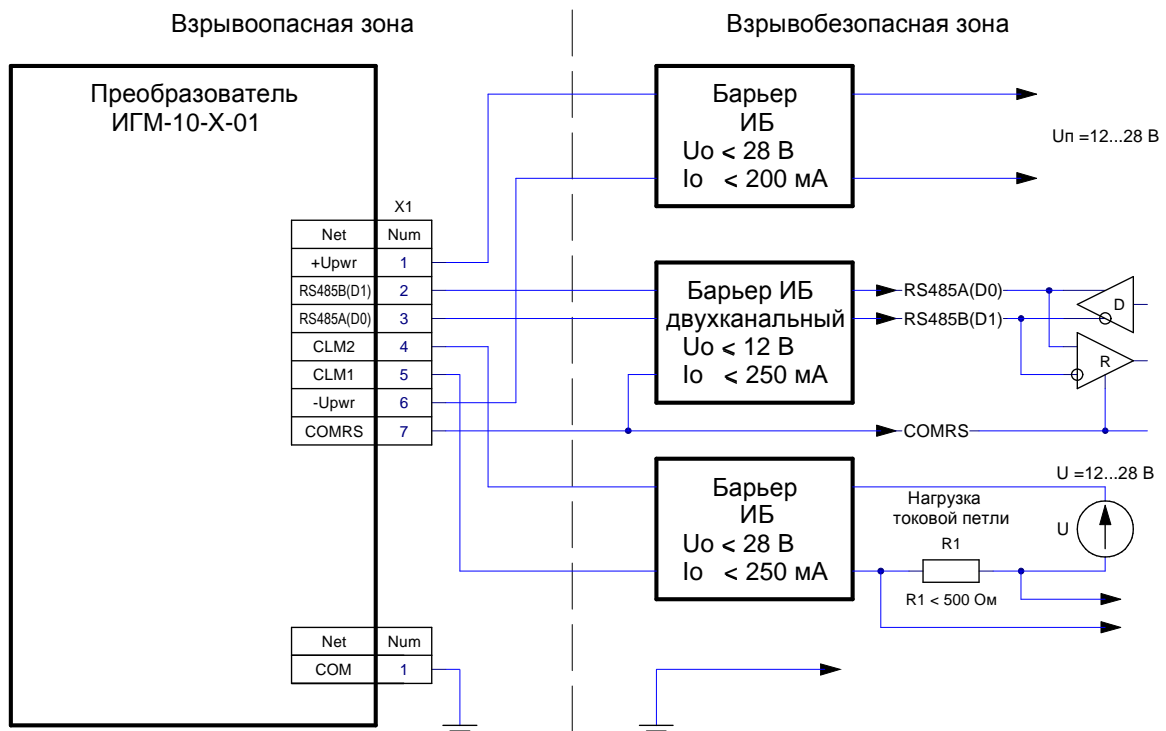 Взрывоопасная зона
Взрывобезопасная зона
Преобразователь
ИГМ-10-Х-01
Барьер
ИБ
Uo < 28 В
Io < 200 мА
Uп =12...28 В
X1
Net Num
+Upwr 1
RS485B(D1) 2
RS485A(D0) 3
CLM2 4
CLM1 5
-Upwr 6
COMRS 7
Барьер ИБ
двухканальный
Uo < 12 В
Io < 250 мА
RS485A(D0)
RS485B(D1)
D
R
COMRS
Барьер
ИБ
Uo < 28 В
Io < 250 мА
U =12...28 В
Нагрузка
токовой петли
R1
U
R1 < 500 Ом
Net Num
COM 1